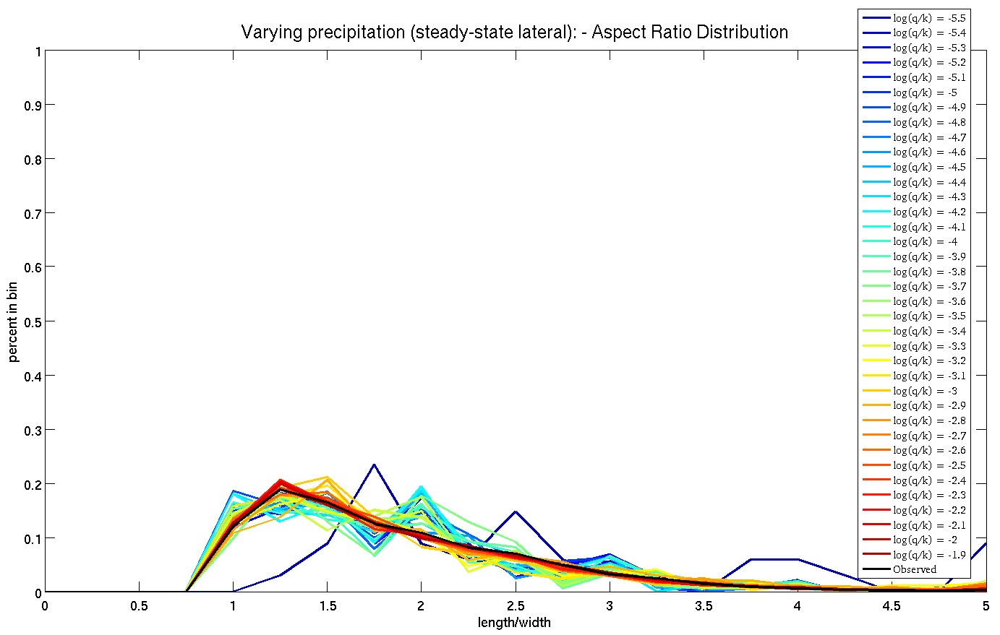 Varying precipitation (steady-state lateral): - Aspect Ratio Distribution
log(q/k) = -5.5
log(q/k) = -5.4
log(q/k) = -5.3
log(q/k) = -5.2
log(q/k) = -5.1
log(q/k) = -5
log(q/k) = -4.9
log(q/k) = -4.8
log(q/k) = -4.7
log(q/k) = -4.6
log(q/k) = -4.5
log(q/k) = -4.4
log(q/k) = -4.3
log(q/k) = -4.2
log(q/k) = -4.1
log(q/k) = -4
log(q/k) = -3.9
log(q/k) = -3.8
log(q/k) = -3.7
log(q/k) = -3.6
log(q/k) = -3.5
log(q/k) = -3.4
log(q/k) = -3.3
log(q/k) = -3.2
log(q/k) = -3.1
log(q/k) = -3
log(q/k) = -2.9
log(q/k) = -2.8
log(q/k) = -2.7
log(q/k) = -2.6
log(q/k) = -2.5
log(q/k) = -2.4
log(q/k) = -2.3
log(q/k) = -2.2
log(q/k) = -2.1
log(q/k) = -2
log(q/k) = -1.9
Observed
1
0.9
0.8
0.7
0.6
0.5
0.4
0.3
0.2
0.1
0
percent in bin
0 0.5 1 1.5 2 2.5 3 3.5 4 4.5 5
length/width